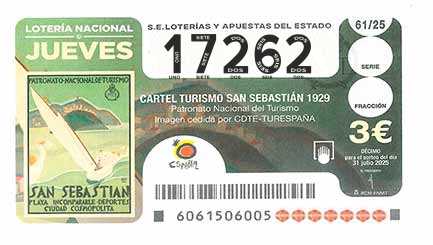 LOTERÍA NACIONAL
JUEVES
S.E. LOTERÍAS Y APUESTAS DEL ESTADO
61/25
17262
UNO SIETE DOS SEIS DOS
SERIE
FRACCIÓN
PATRONATO·NACIONAL·DE·TURISMO
SAN SEBASTIAN
PLAYA INCOMPARABLE-DEPORTES
CIUDAD COSMOPOLITA
CARTEL TURISMO SAN SEBASTIÁN 1929
Patronato Nacional del Turismo
Imagen cedida por CDTE-TURESPAÑA
España
3€
DÉCIMO
para el sorteo del día
31 julio 2025
6061506005